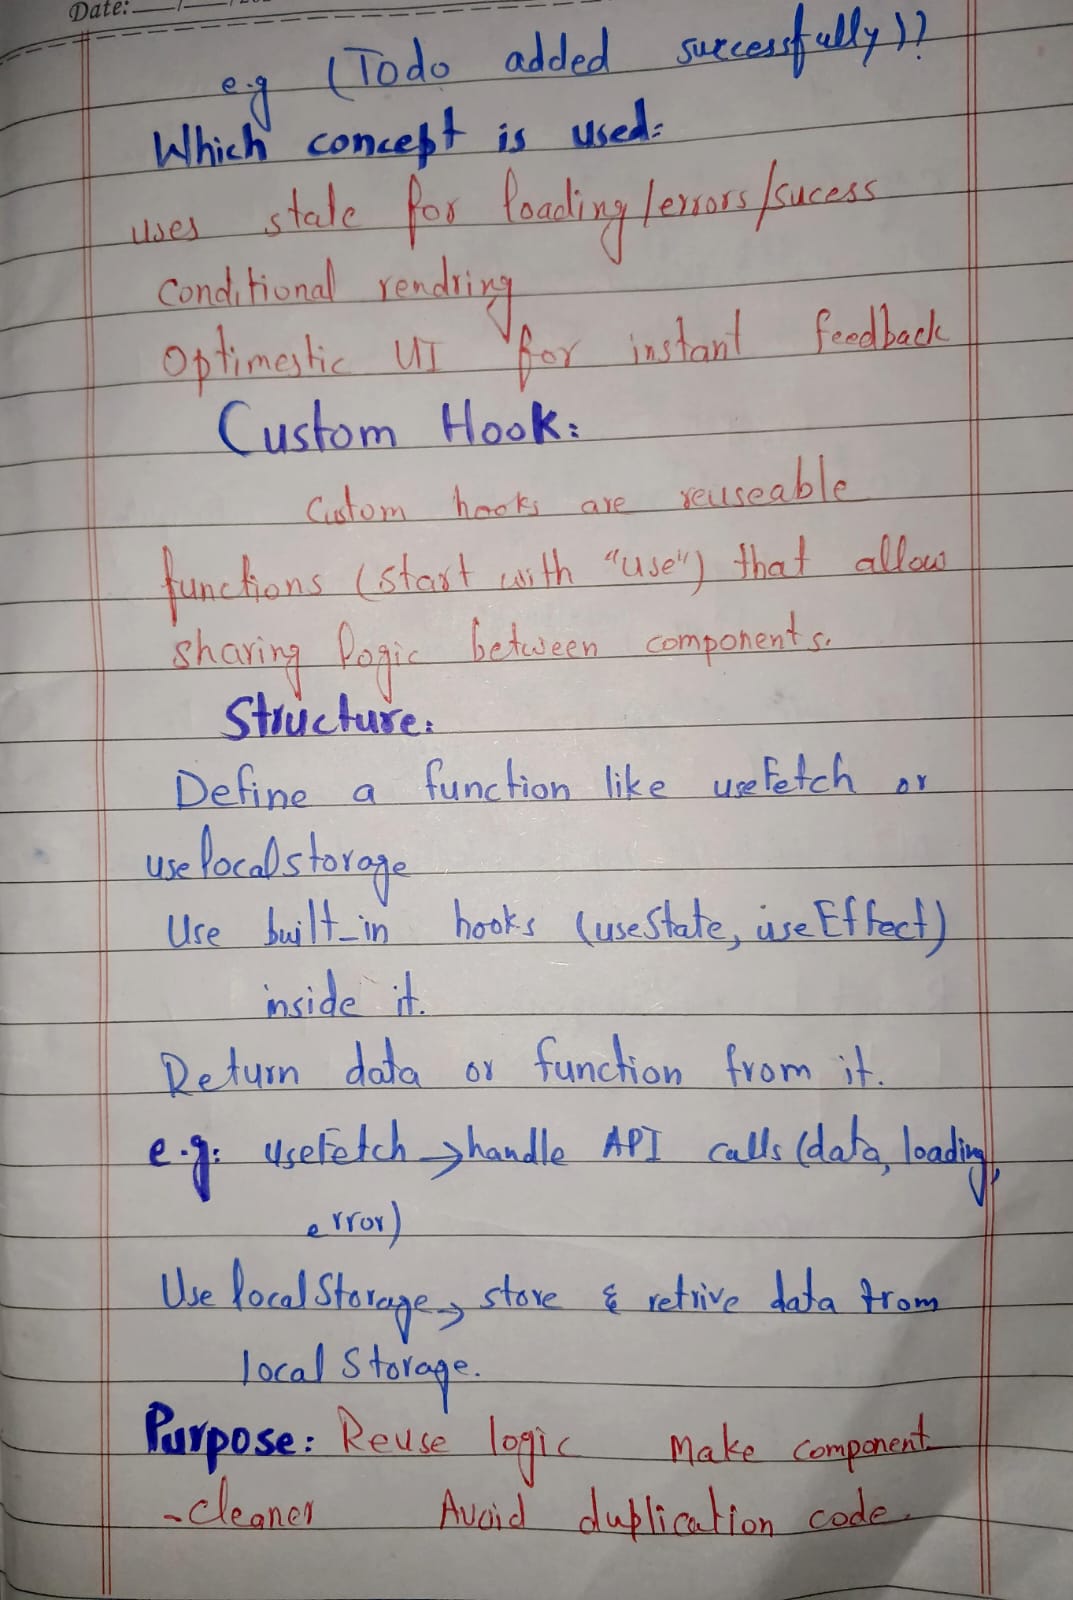 Date:
e.g (Todo added successfully))?
Which concept is used:
uses state for loading/errors/sucess
conditional rendring
Optimestic UI for instant feedback
Custom Hook:
Custom hooks are reuseable
functions (start with "use") that allow
sharing logic between components.
Structure:
Define a function like useFetch or
uselocalstorage
Use built-in hooks (useState, useEffect)
inside it.
Return data or function from it.
e.g: useFetch → handle API calls (data, loading,
error)
Use localStorage → store & retrive data from
local Storage.
Purpose: Reuse logic Make component
-cleaner Avoid duplication code.